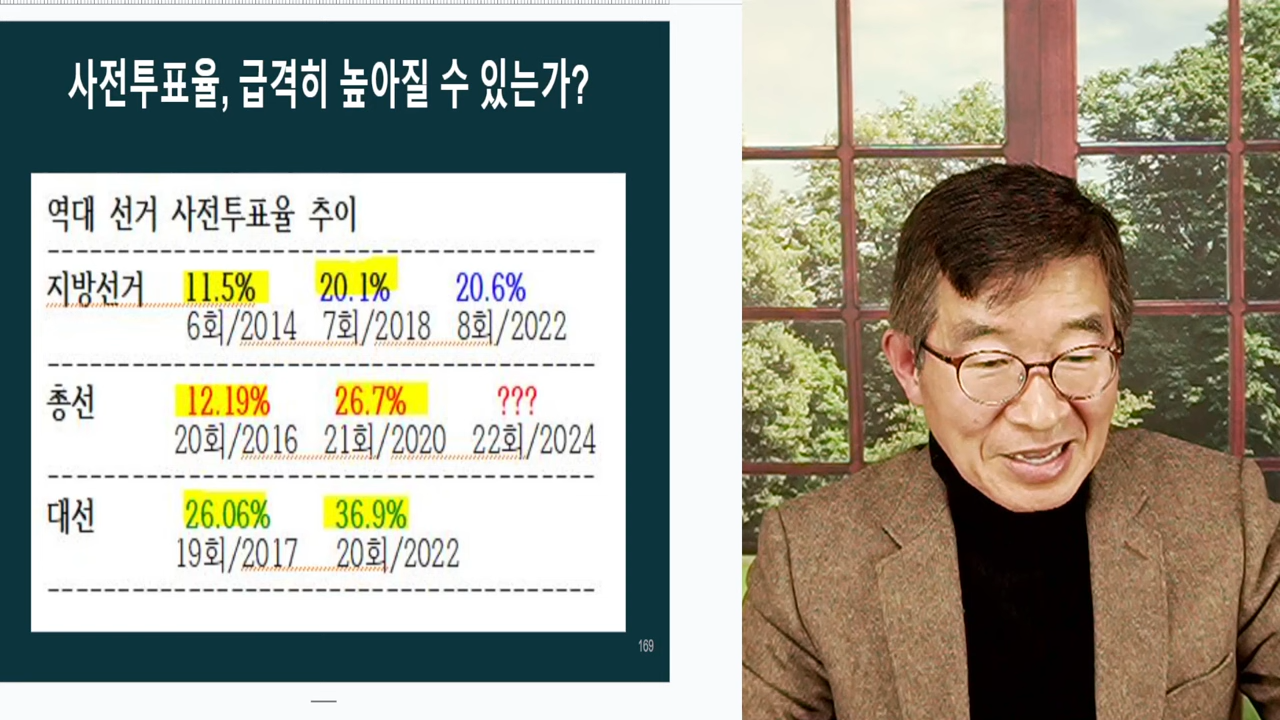 사전투표율, 급격히 높아질 수 있는가?
역대 선거 사전투표율 추이
지방선거 11.5% 20.1% 20.6%
6회/2014 7회/2018 8회/2022
총선 12.19% 26.7% ???
20회/2016 21회/2020 22회/2024
대선 26.06% 36.9%
19회/2017 20회/2022
169